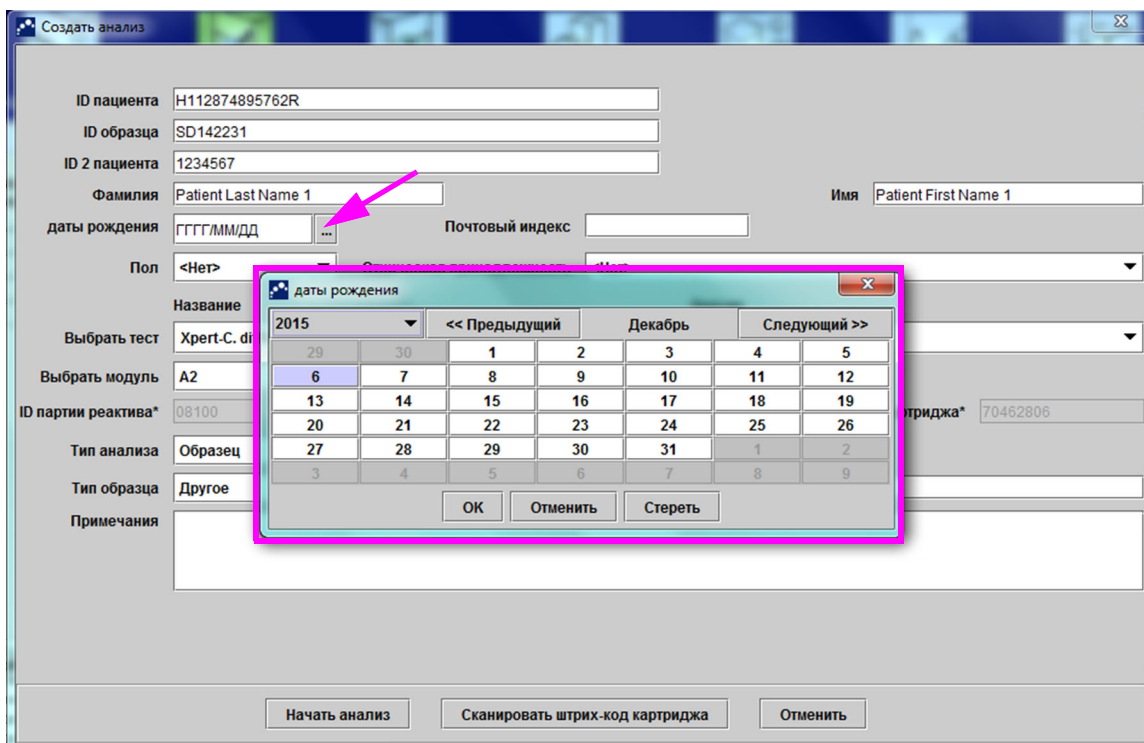 Создать анализ
ID пациента H112874895762R
ID образца SD142231
ID 2 пациента 1234567
Фамилия Patient Last Name 1 Имя Patient First Name 1
даты рождения ГГГГ/ММ/ДД ... Почтовый индекс
Пол <Нет>
даты рождения
Название
2015 << Предыдущий Декабрь Следующий >>
Выбрать тест Xpert-C. di
29 30 1 2 3 4 5
Выбрать модуль A2
6 7 8 9 10 11 12
13 14 15 16 17 18 19
ID партии реактива* 08100 70462806
20 21 22 23 24 25 26
Тип анализа Образец
27 28 29 30 31 1 2
3 4 5 6 7 8 9
Тип образца Другое
OK Отменить Стереть
Примечания
Начать анализ Сканировать штрих-код картриджа Отменить